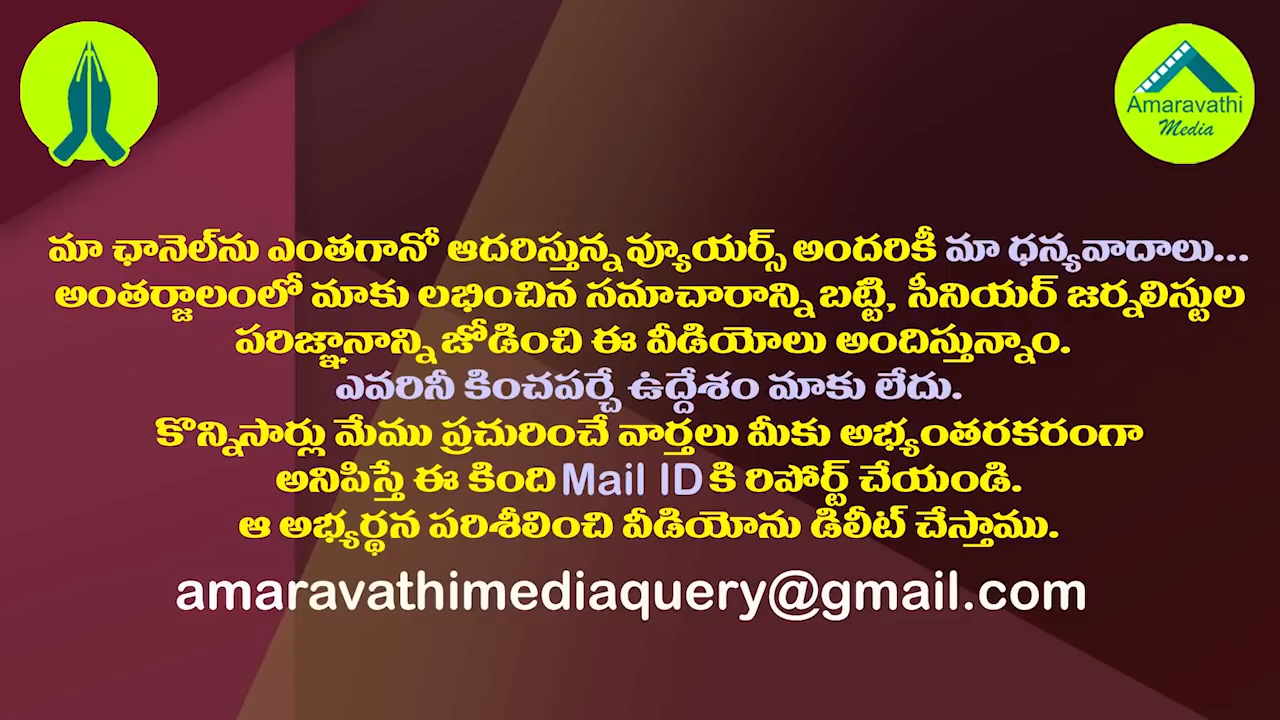 Amaravathi
Media
మా ఛానెల్‌ను ఎంతగానో ఆదరిస్తున్న వ్యూయర్స్ అందరికీ మా ధన్యవాదాలు...
అంతర్జాలంలో మాకు లభించిన సమాచారాన్ని బట్టి, సీనియర్ జర్నలిస్టుల
పరిజ్ఞానాన్ని జోడించి ఈ వీడియోలు అందిస్తున్నాం.
ఎవరినీ కించపర్చే ఉద్దేశం మాకు లేదు.
కొన్నిసార్లు మేము ప్రచురించే వార్తలు మీకు అభ్యంతరకరంగా
అనిపిస్తే ఈ కింది Mail ID కి రిపోర్ట్ చేయండి.
ఆ అభ్యర్థన పరిశీలించి వీడియోను డిలీట్ చేస్తాము.
amaravathimediaquery@gmail.com